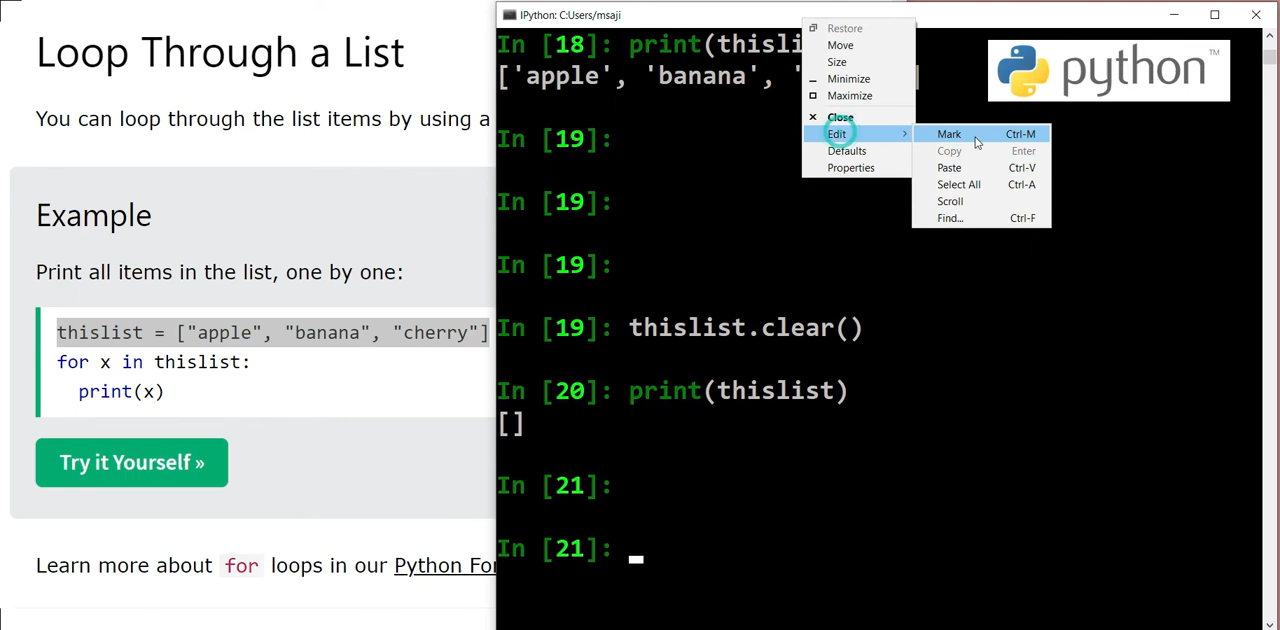 Loop Through a List
You can loop through the list items by using a
Example
Print all items in the list, one by one:
thislist = ["apple", "banana", "cherry"]
for x in thislist:
print(x)
Try it Yourself »
Learn more about for loops in our Python For
IPython: C:Users/msaji
In [18]: print(thisli
['apple', 'banana', '
]
In [19]:
In [19]:
In [19]:
In [19]: thislist.clear()
In [20]: print(thislist)
[]
In [21]:
In [21]:
Restore
Move
Size
Minimize
Maximize
Close
Edit
Defaults
Properties
Mark Ctrl-M
Copy Enter
Paste Ctrl-V
Select All Ctrl-A
Scroll
Find... Ctrl-F
python™